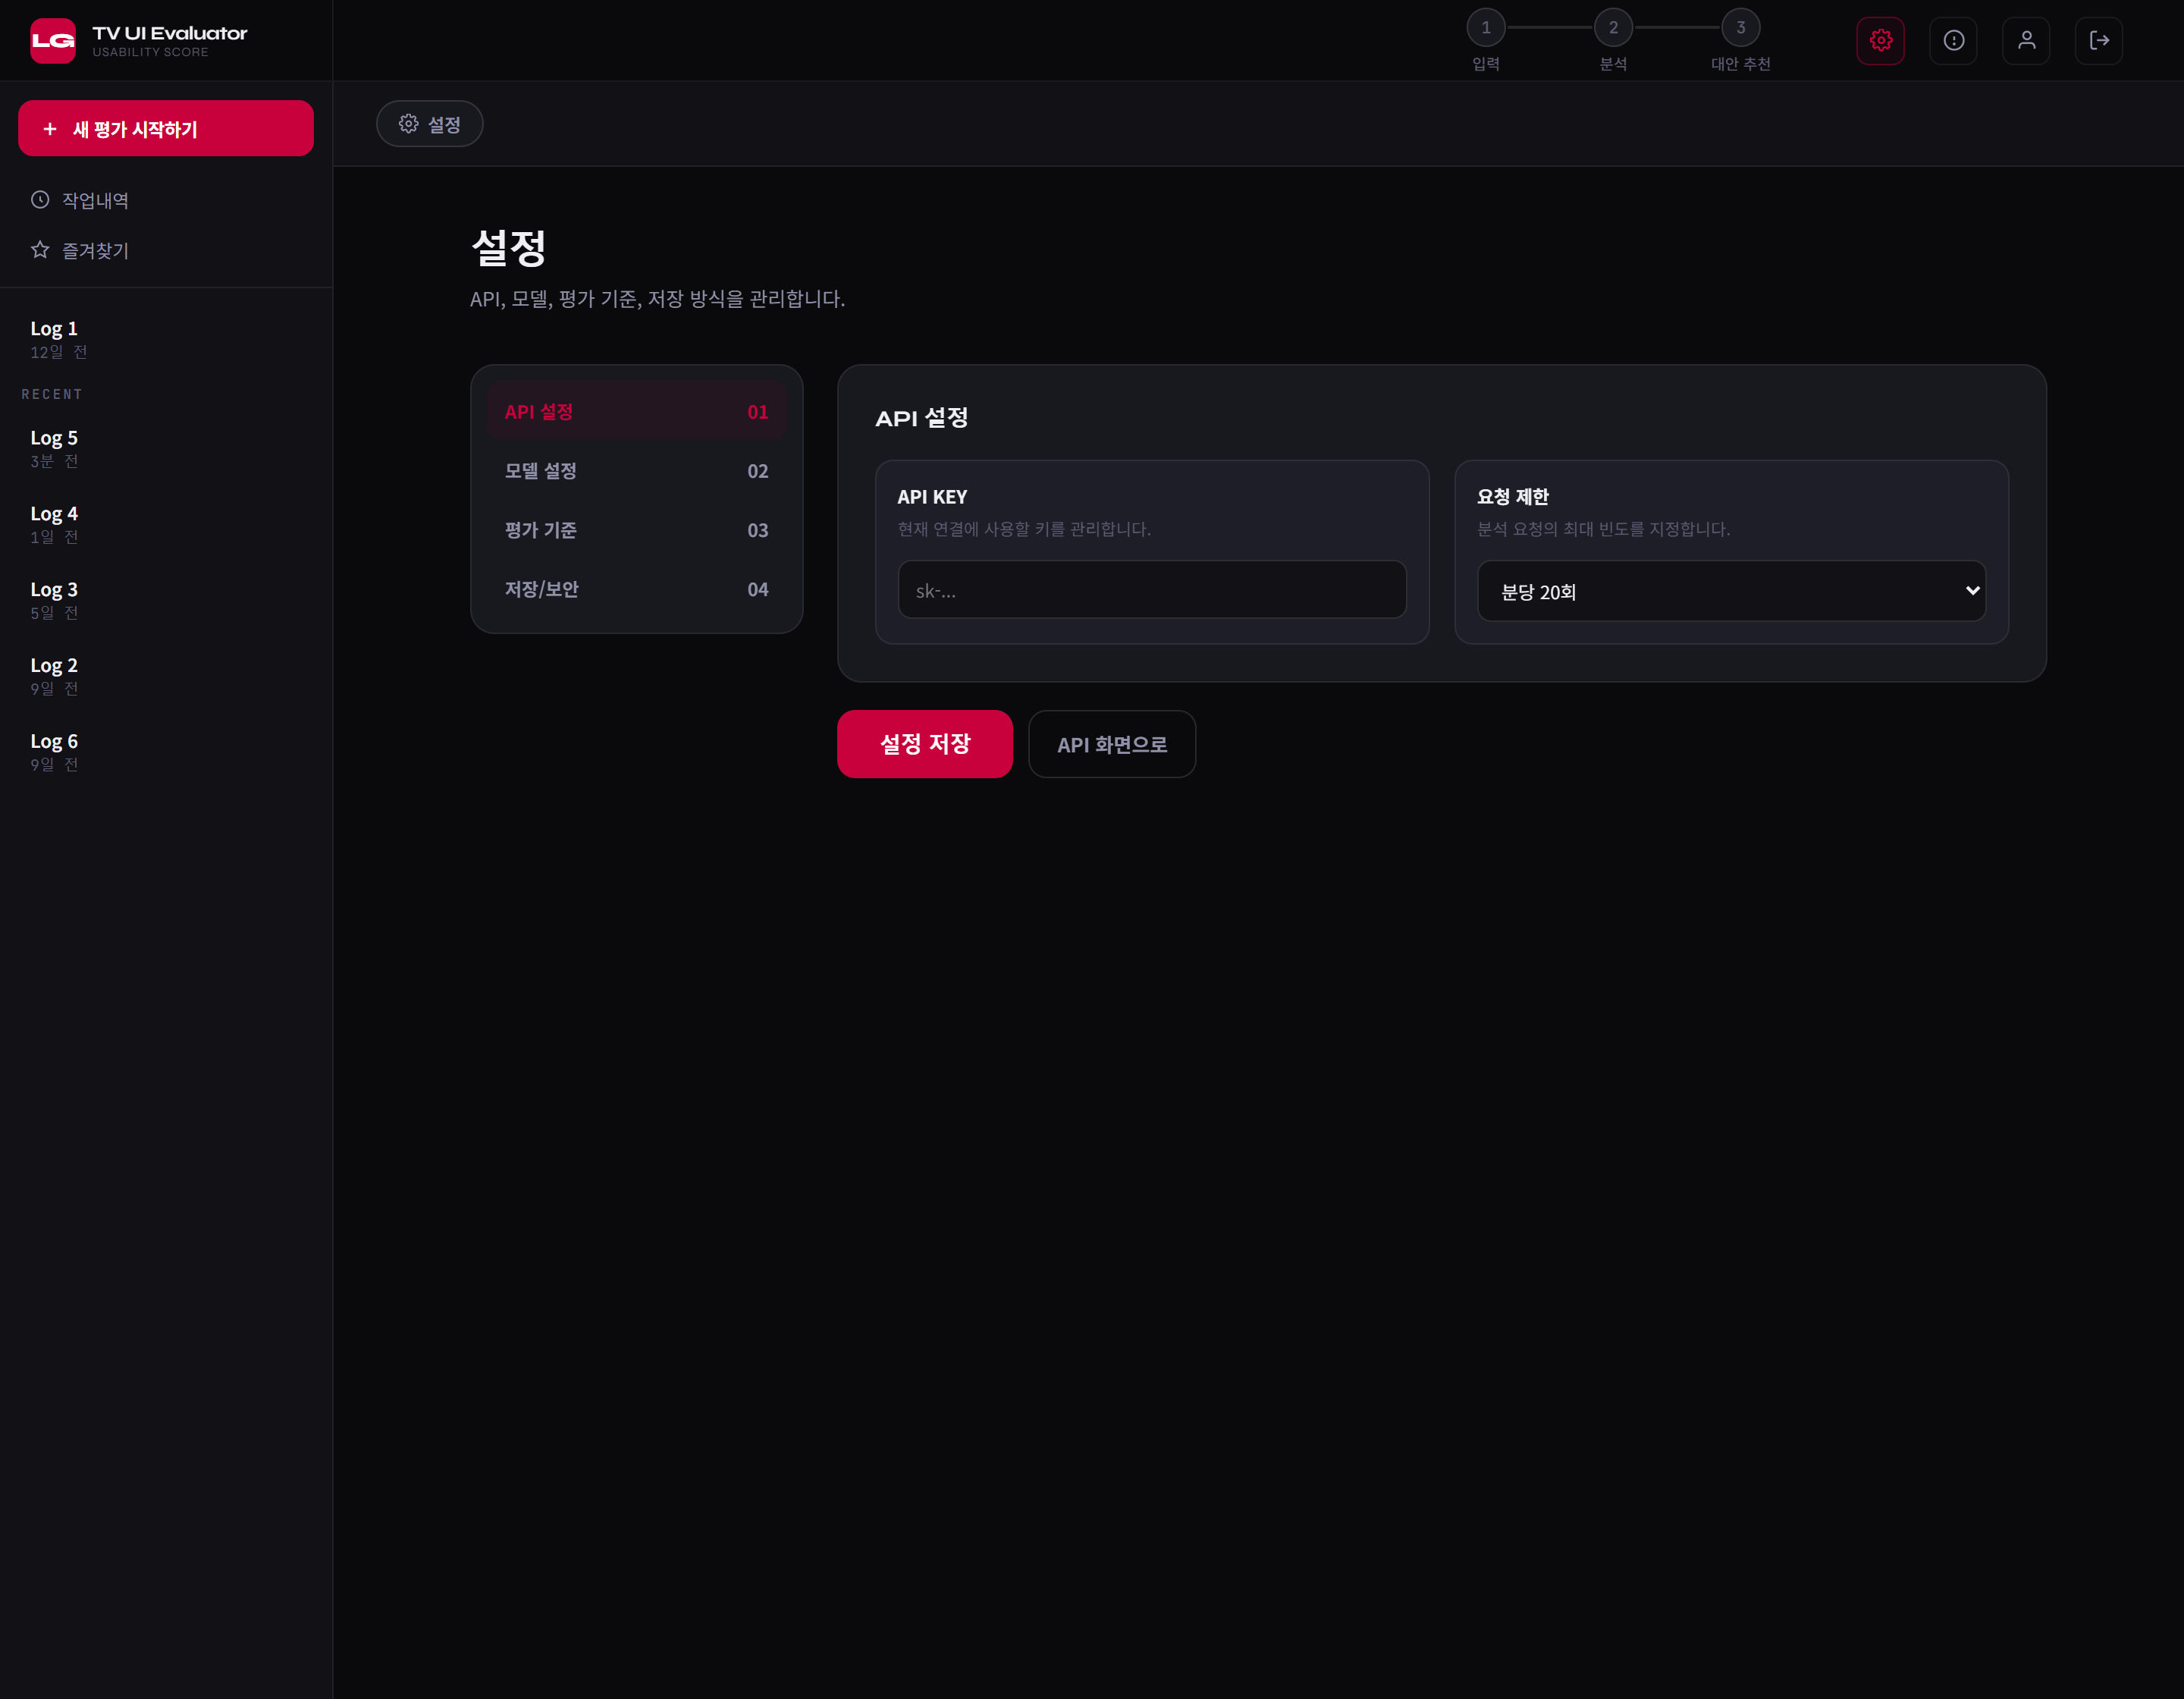 LG
TV UI Evaluator
USABILITY SCORE
1
입력
2
분석
3
대안 추천
+ 새 평가 시작하기
작업내역
즐겨찾기
Log 1
12일 전
RECENT
Log 5
3분 전
Log 4
1일 전
Log 3
5일 전
Log 2
9일 전
Log 6
9일 전
설정
설정
API, 모델, 평가 기준, 저장 방식을 관리합니다.
API 설정 01
모델 설정 02
평가 기준 03
저장/보안 04
API 설정
API KEY
현재 연결에 사용할 키를 관리합니다.
sk-...
요청 제한
분석 요청의 최대 빈도를 지정합니다.
분당 20회
설정 저장
API 화면으로